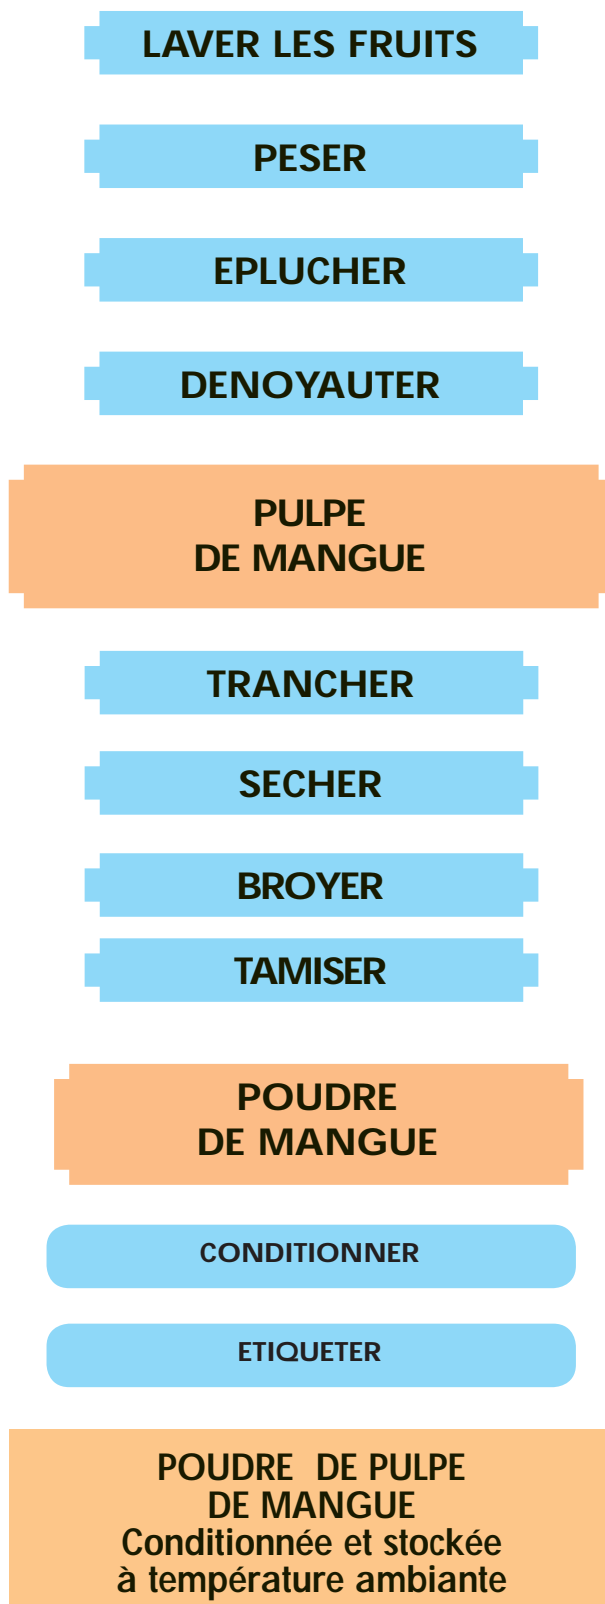 LAVER LES FRUITS
PESER
EPLUCHER
DENOYAUTER
PULPE
DE MANGUE
TRANCHER
SECHER
BROYER
TAMISER
POUDRE
DE MANGUE
CONDITIONNER
ETIQUETER
POUDRE DE PULPE
DE MANGUE
Conditionnée et stockée
à température ambiante